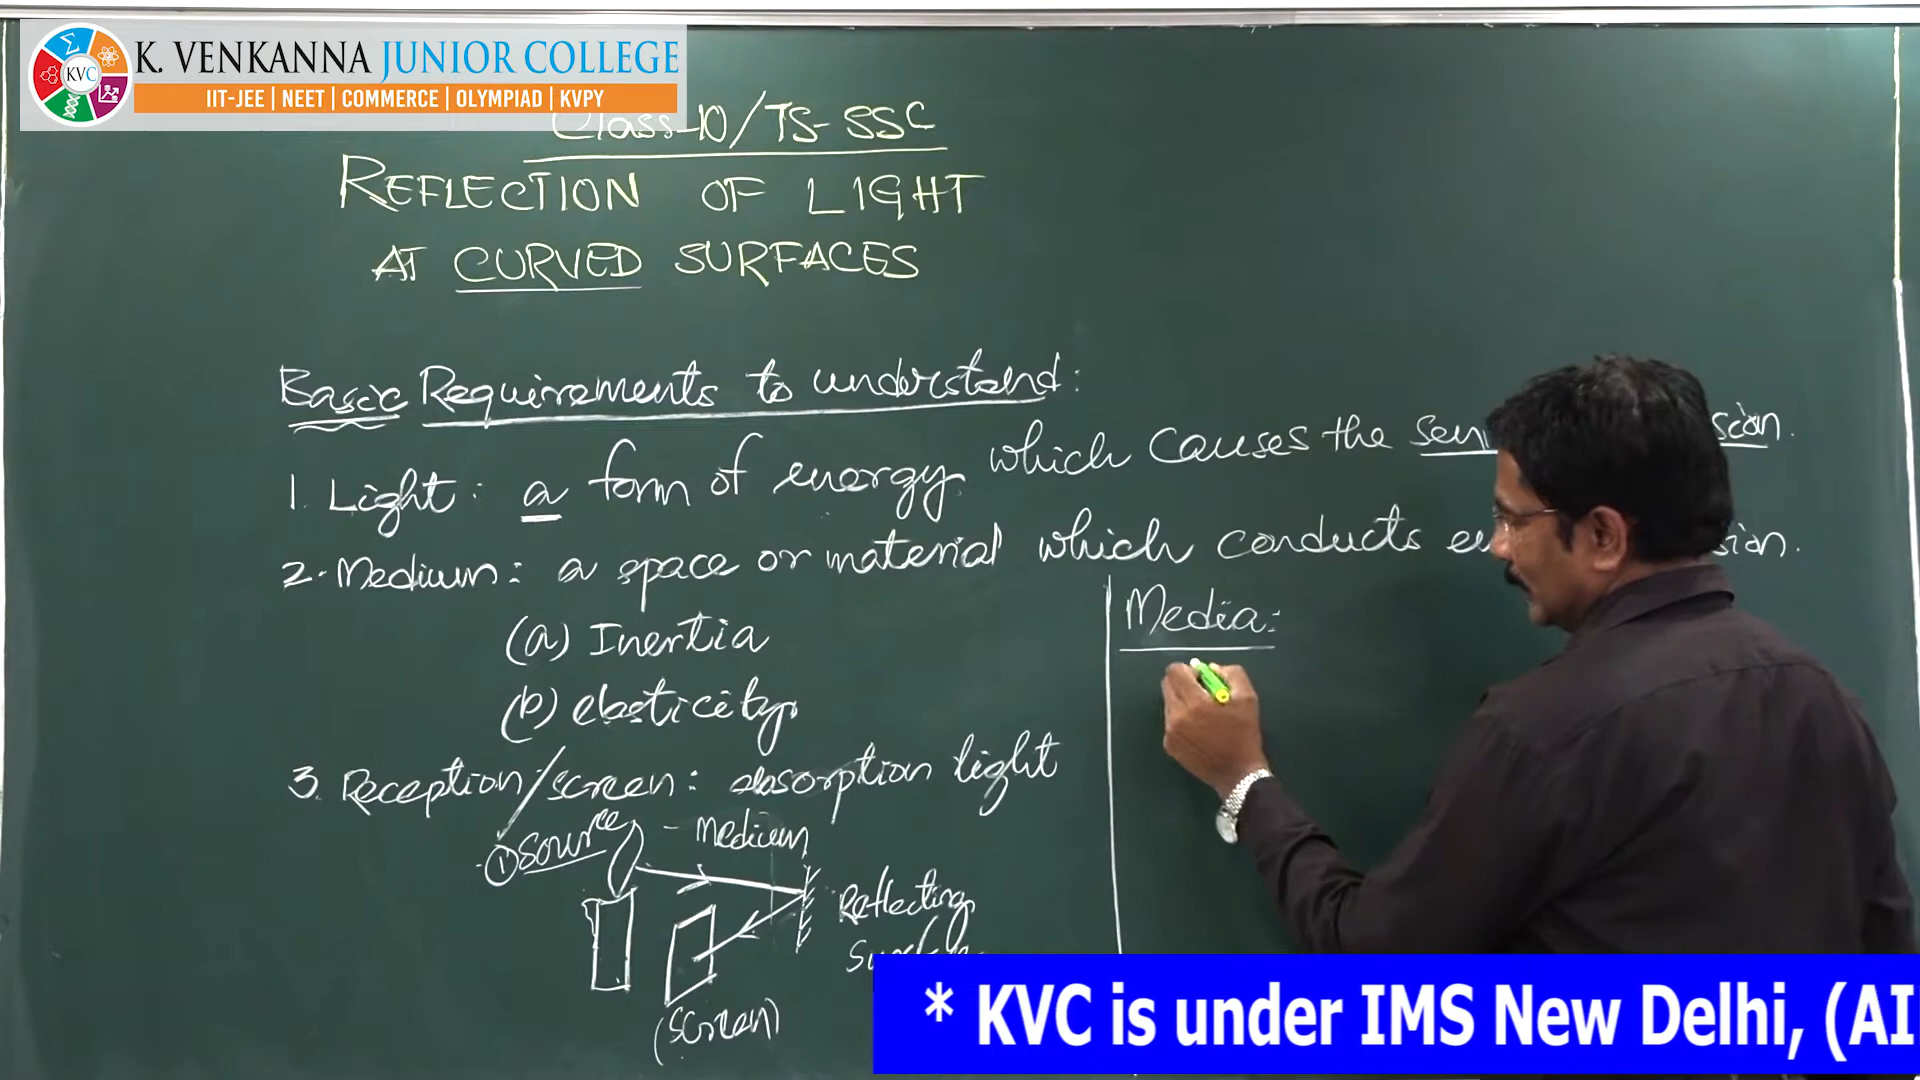 KVC
K. VENKANNA JUNIOR COLLEGE
IIT-JEE | NEET | COMMERCE | OLYMPIAD | KVPY
Class-10/TS-SSC
REFLECTION OF LIGHT
AT CURVED SURFACES
Basic Requirements to understand:
1. Light: a form of energy which causes the
2. Medium: a space or material which conducts
(a) Inertia
(b) elasticity
3. Reception/screen: absorption light
① source - Medium
Reflecting
(screen)
Media:
* KVC is under IMS New Delhi, (AI